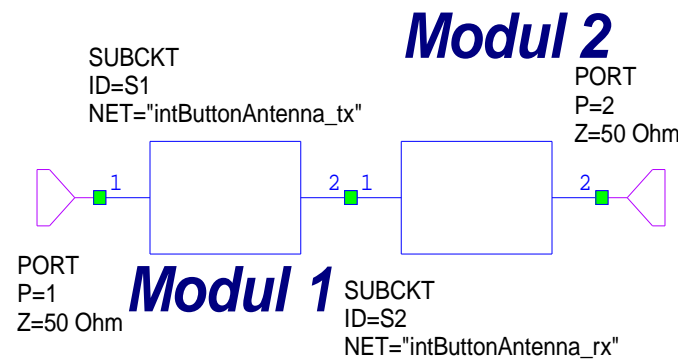 Modul 2
SUBCKT
ID=S1
NET="intButtonAntenna_tx"
PORT
P=2
Z=50 Ohm
1
2
1
2
PORT
P=1
Z=50 Ohm
Modul 1
SUBCKT
ID=S2
NET="intButtonAntenna_rx"